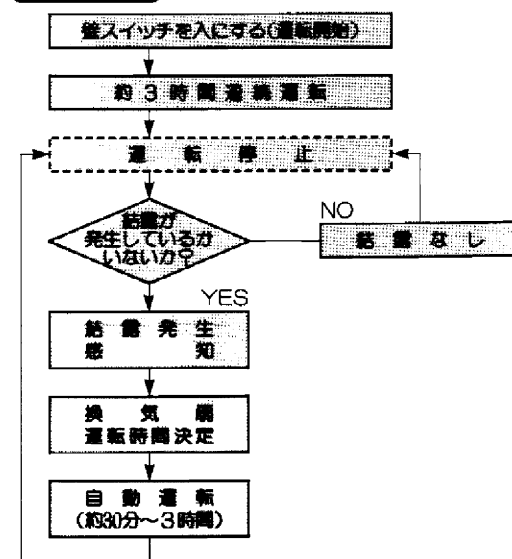 壁スイッチを入にする(運転開始)
約3時間連続運転
運転停止
結露が
発生しているか
いないか?
NO
結露なし
YES
結露発生
感知
換気扇
運転時間決定
自動運転
(約30分~3時間)